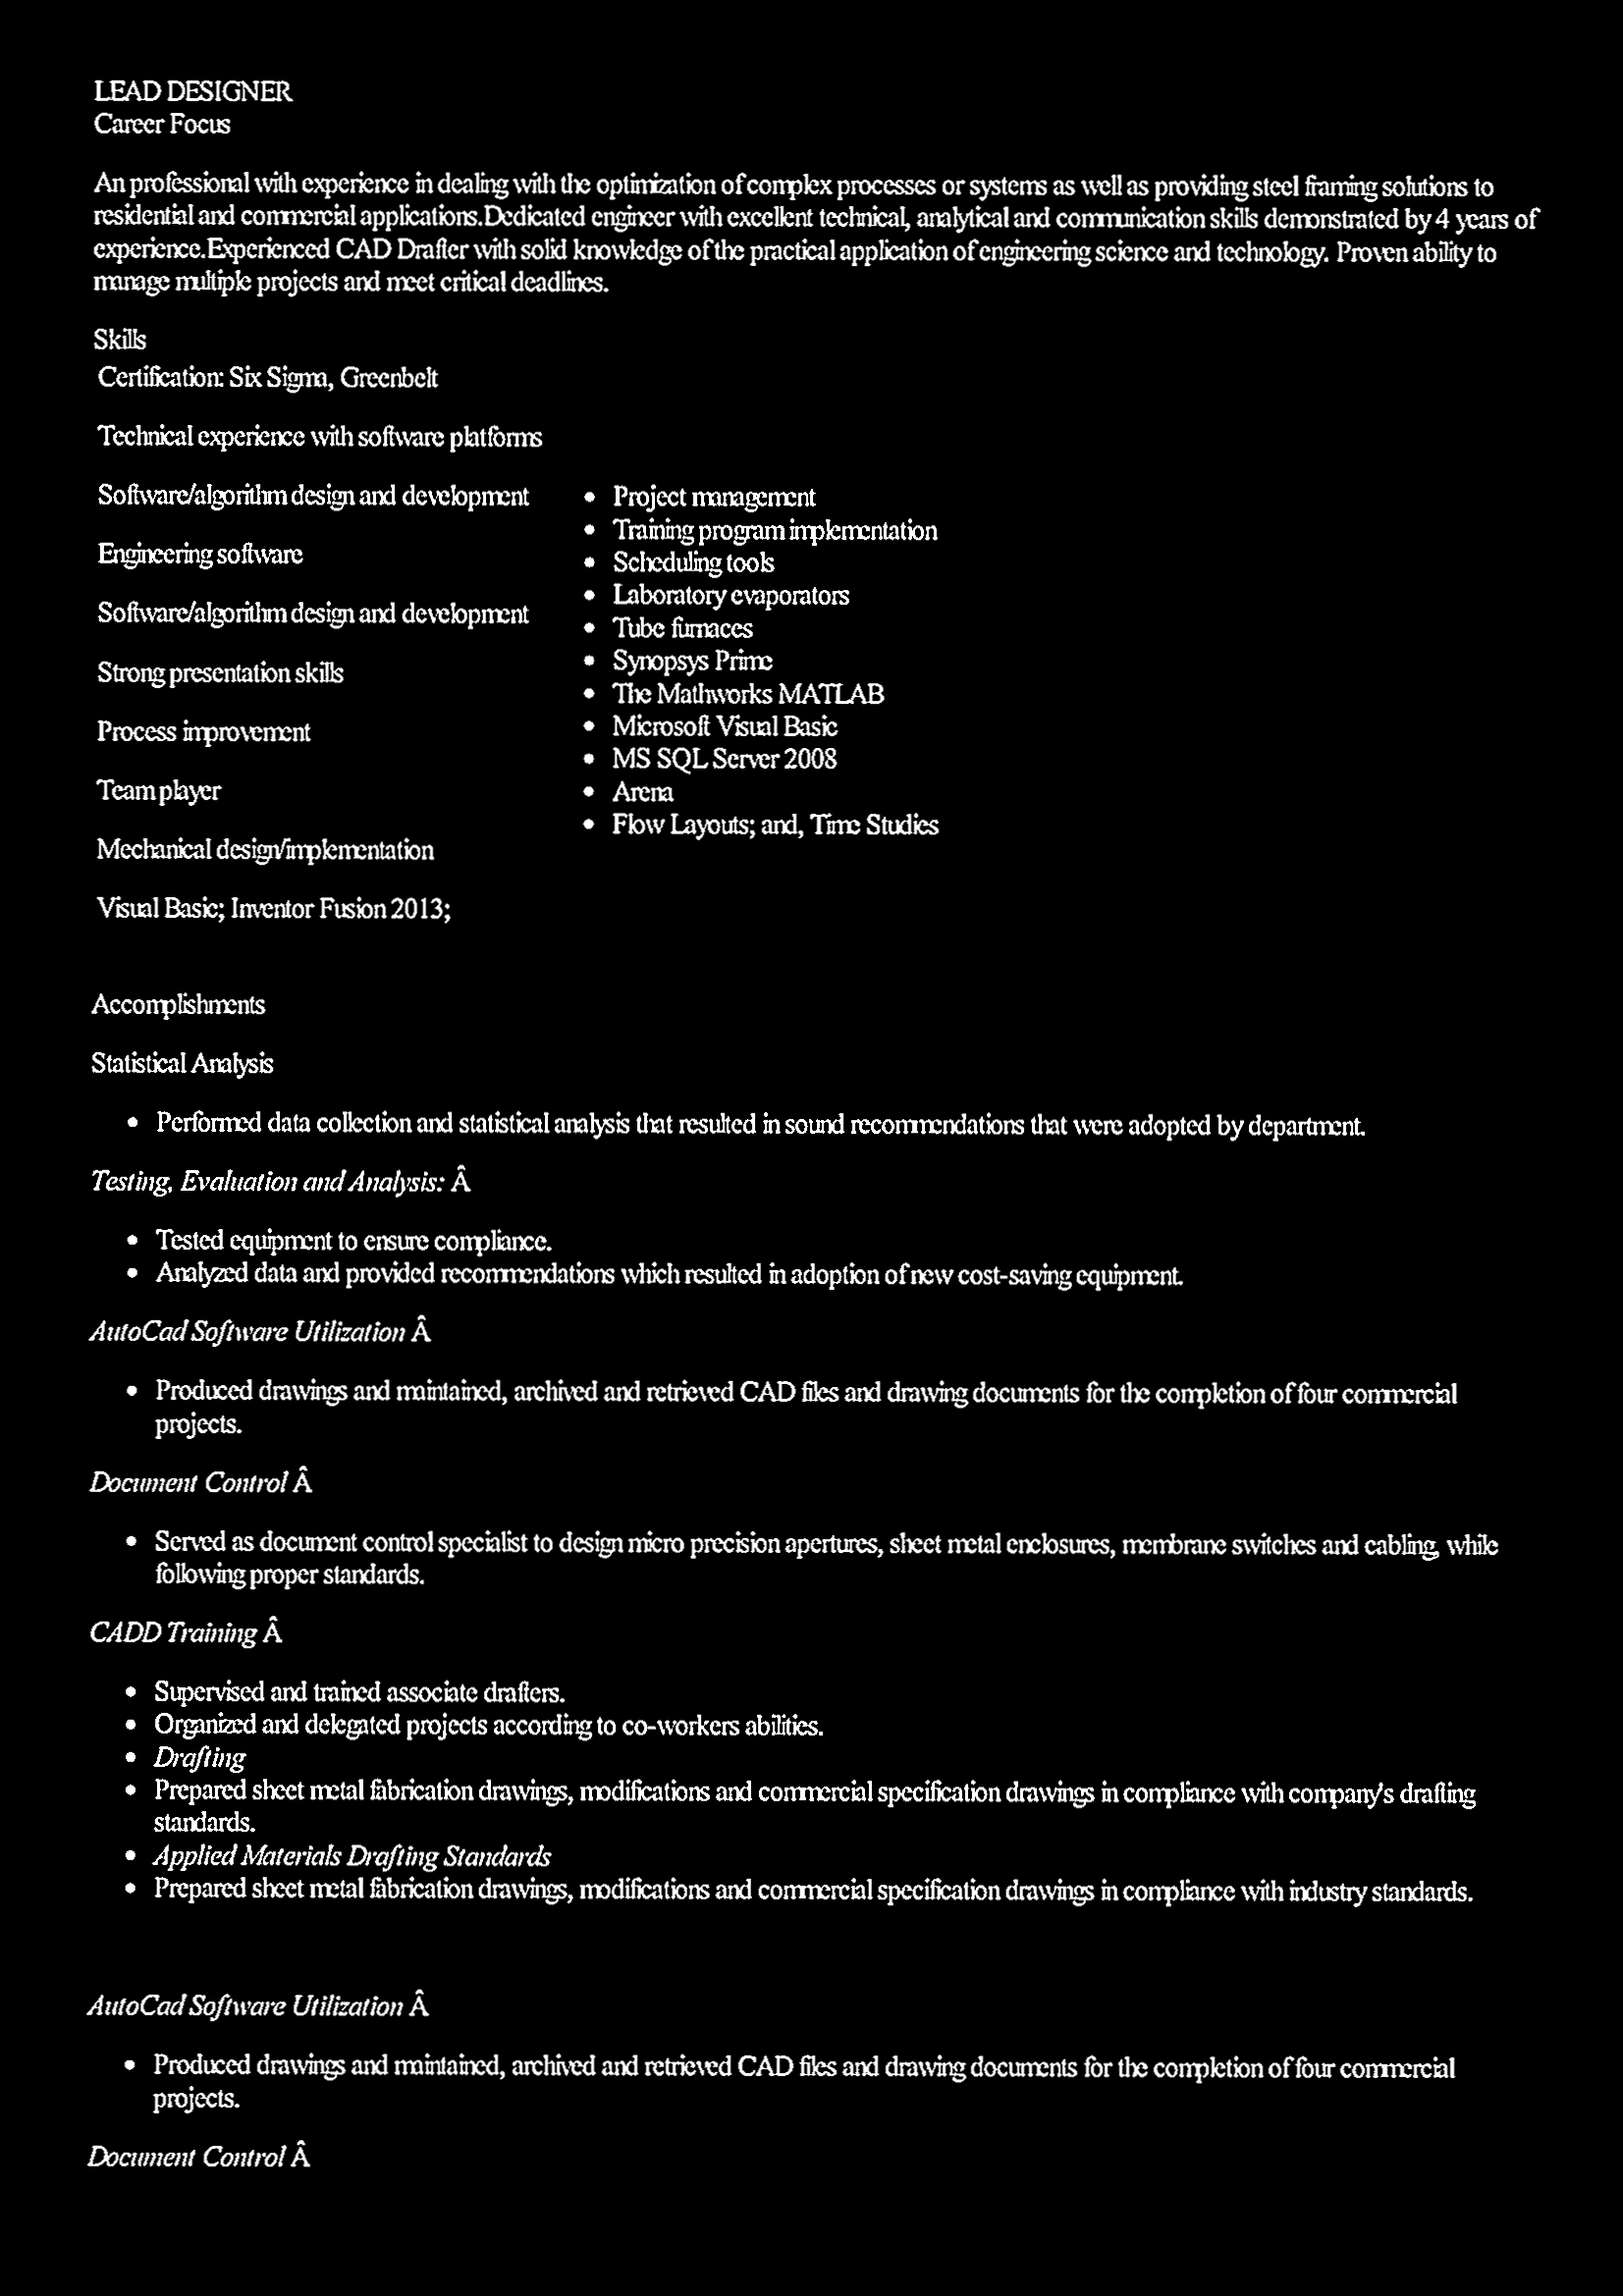 LEAD DESIGNER
Career Focus
An professional with experience in dealing with the optimization of complex processes or systems as well as providing steel framing solutions to
residential and commercial applications.Dedicated engineer with excellent technical, analytical and communication skills demonstrated by 4 years of
experience.Experienced CAD Drafter with solid knowledge of the practical application of engineering science and technology. Proven ability to
manage multiple projects and meet critical deadlines.
Skills
Certification: Six Sigma, Greenbelt
Technical experience with software platforms
Software/algorithm design and development
Engineering software
Software/algorithm design and development
Strong presentation skills
Process improvement
Team player
Mechanical design/implementation
Visual Basic; Inventor Fusion 2013;
• Project management
• Training program implementation
• Scheduling tools
• Laboratory evaporators
• Tube furnaces
• Synopsys Prime
• The Mathworks MATLAB
• Microsoft Visual Basic
• MS SQL Server 2008
• Arena
• Flow Layouts; and, Time Studies
Accomplishments
Statistical Analysis
• Performed data collection and statistical analysis that resulted in sound recommendations that were adopted by department.
Testing, Evaluation and Analysis: Â
• Tested equipment to ensure compliance.
• Analyzed data and provided recommendations which resulted in adoption of new cost-saving equipment.
AutoCad Software Utilization Â
• Produced drawings and maintained, archived and retrieved CAD files and drawing documents for the completion of four commercial
projects.
Document Control Â
• Served as document control specialist to design micro precision apertures, sheet metal enclosures, membrane switches and cabling, while
following proper standards.
CADD Training Â
• Supervised and trained associate drafters.
• Organized and delegated projects according to co-workers abilities.
• Drafting
• Prepared sheet metal fabrication drawings, modifications and commercial specification drawings in compliance with company's drafting
standards.
• Applied Materials Drafting Standards
• Prepared sheet metal fabrication drawings, modifications and commercial specification drawings in compliance with industry standards.
AutoCad Software Utilization Â
• Produced drawings and maintained, archived and retrieved CAD files and drawing documents for the completion of four commercial
projects.
Document Control Â